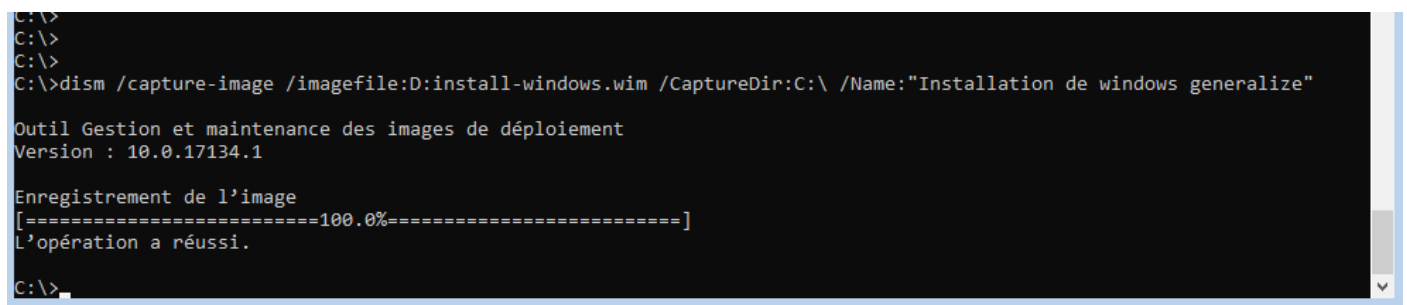 C:\>
C:\>
C:\>
C:\>dism /capture-image /imagefile:D:install-windows.wim /CaptureDir:C:\ /Name:"Installation de windows generalize"
Outil Gestion et maintenance des images de déploiement
Version : 10.0.17134.1
Enregistrement de l’image
[==========================100.0%==========================]
L’opération a réussi.
C:\>_